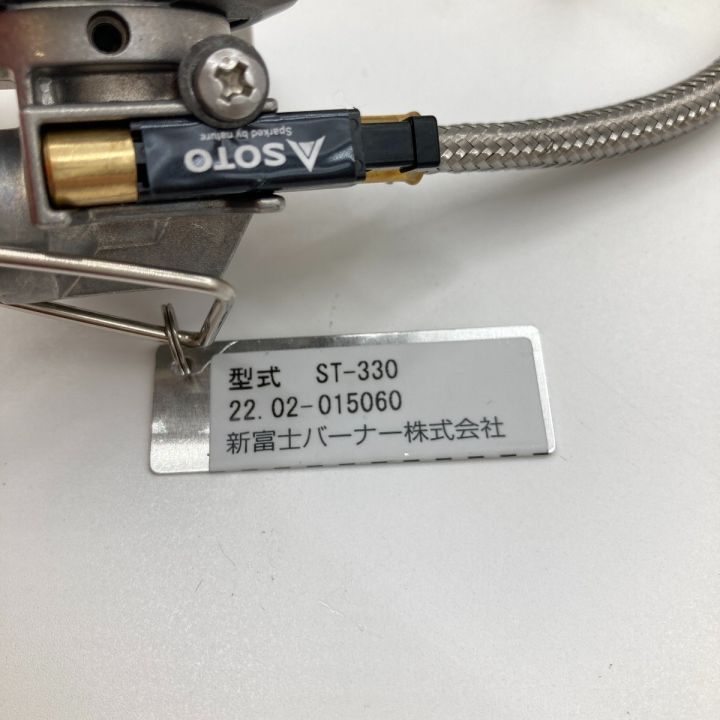 SOTO
Sparked by nature
型式 ST-330
22.02-015060
新富士バーナー株式会社